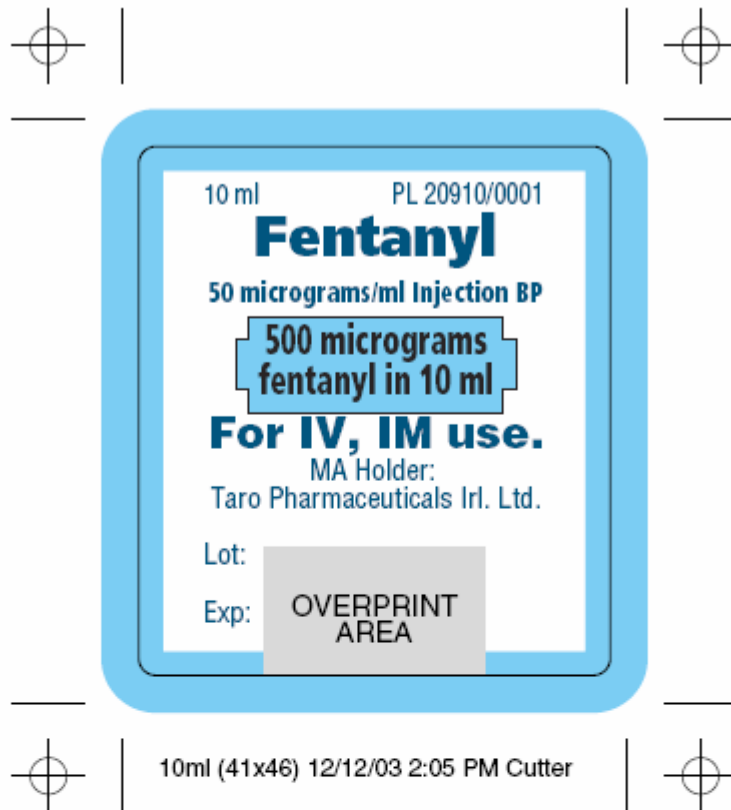 10 ml PL 20910/0001
Fentanyl
50 micrograms/ml Injection BP
500 micrograms
fentanyl in 10 ml
For IV, IM use.
MA Holder:
Taro Pharmaceuticals Irl. Ltd.
Lot:
Exp:
OVERPRINT
AREA
10ml (41x46) 12/12/03 2:05 PM Cutter